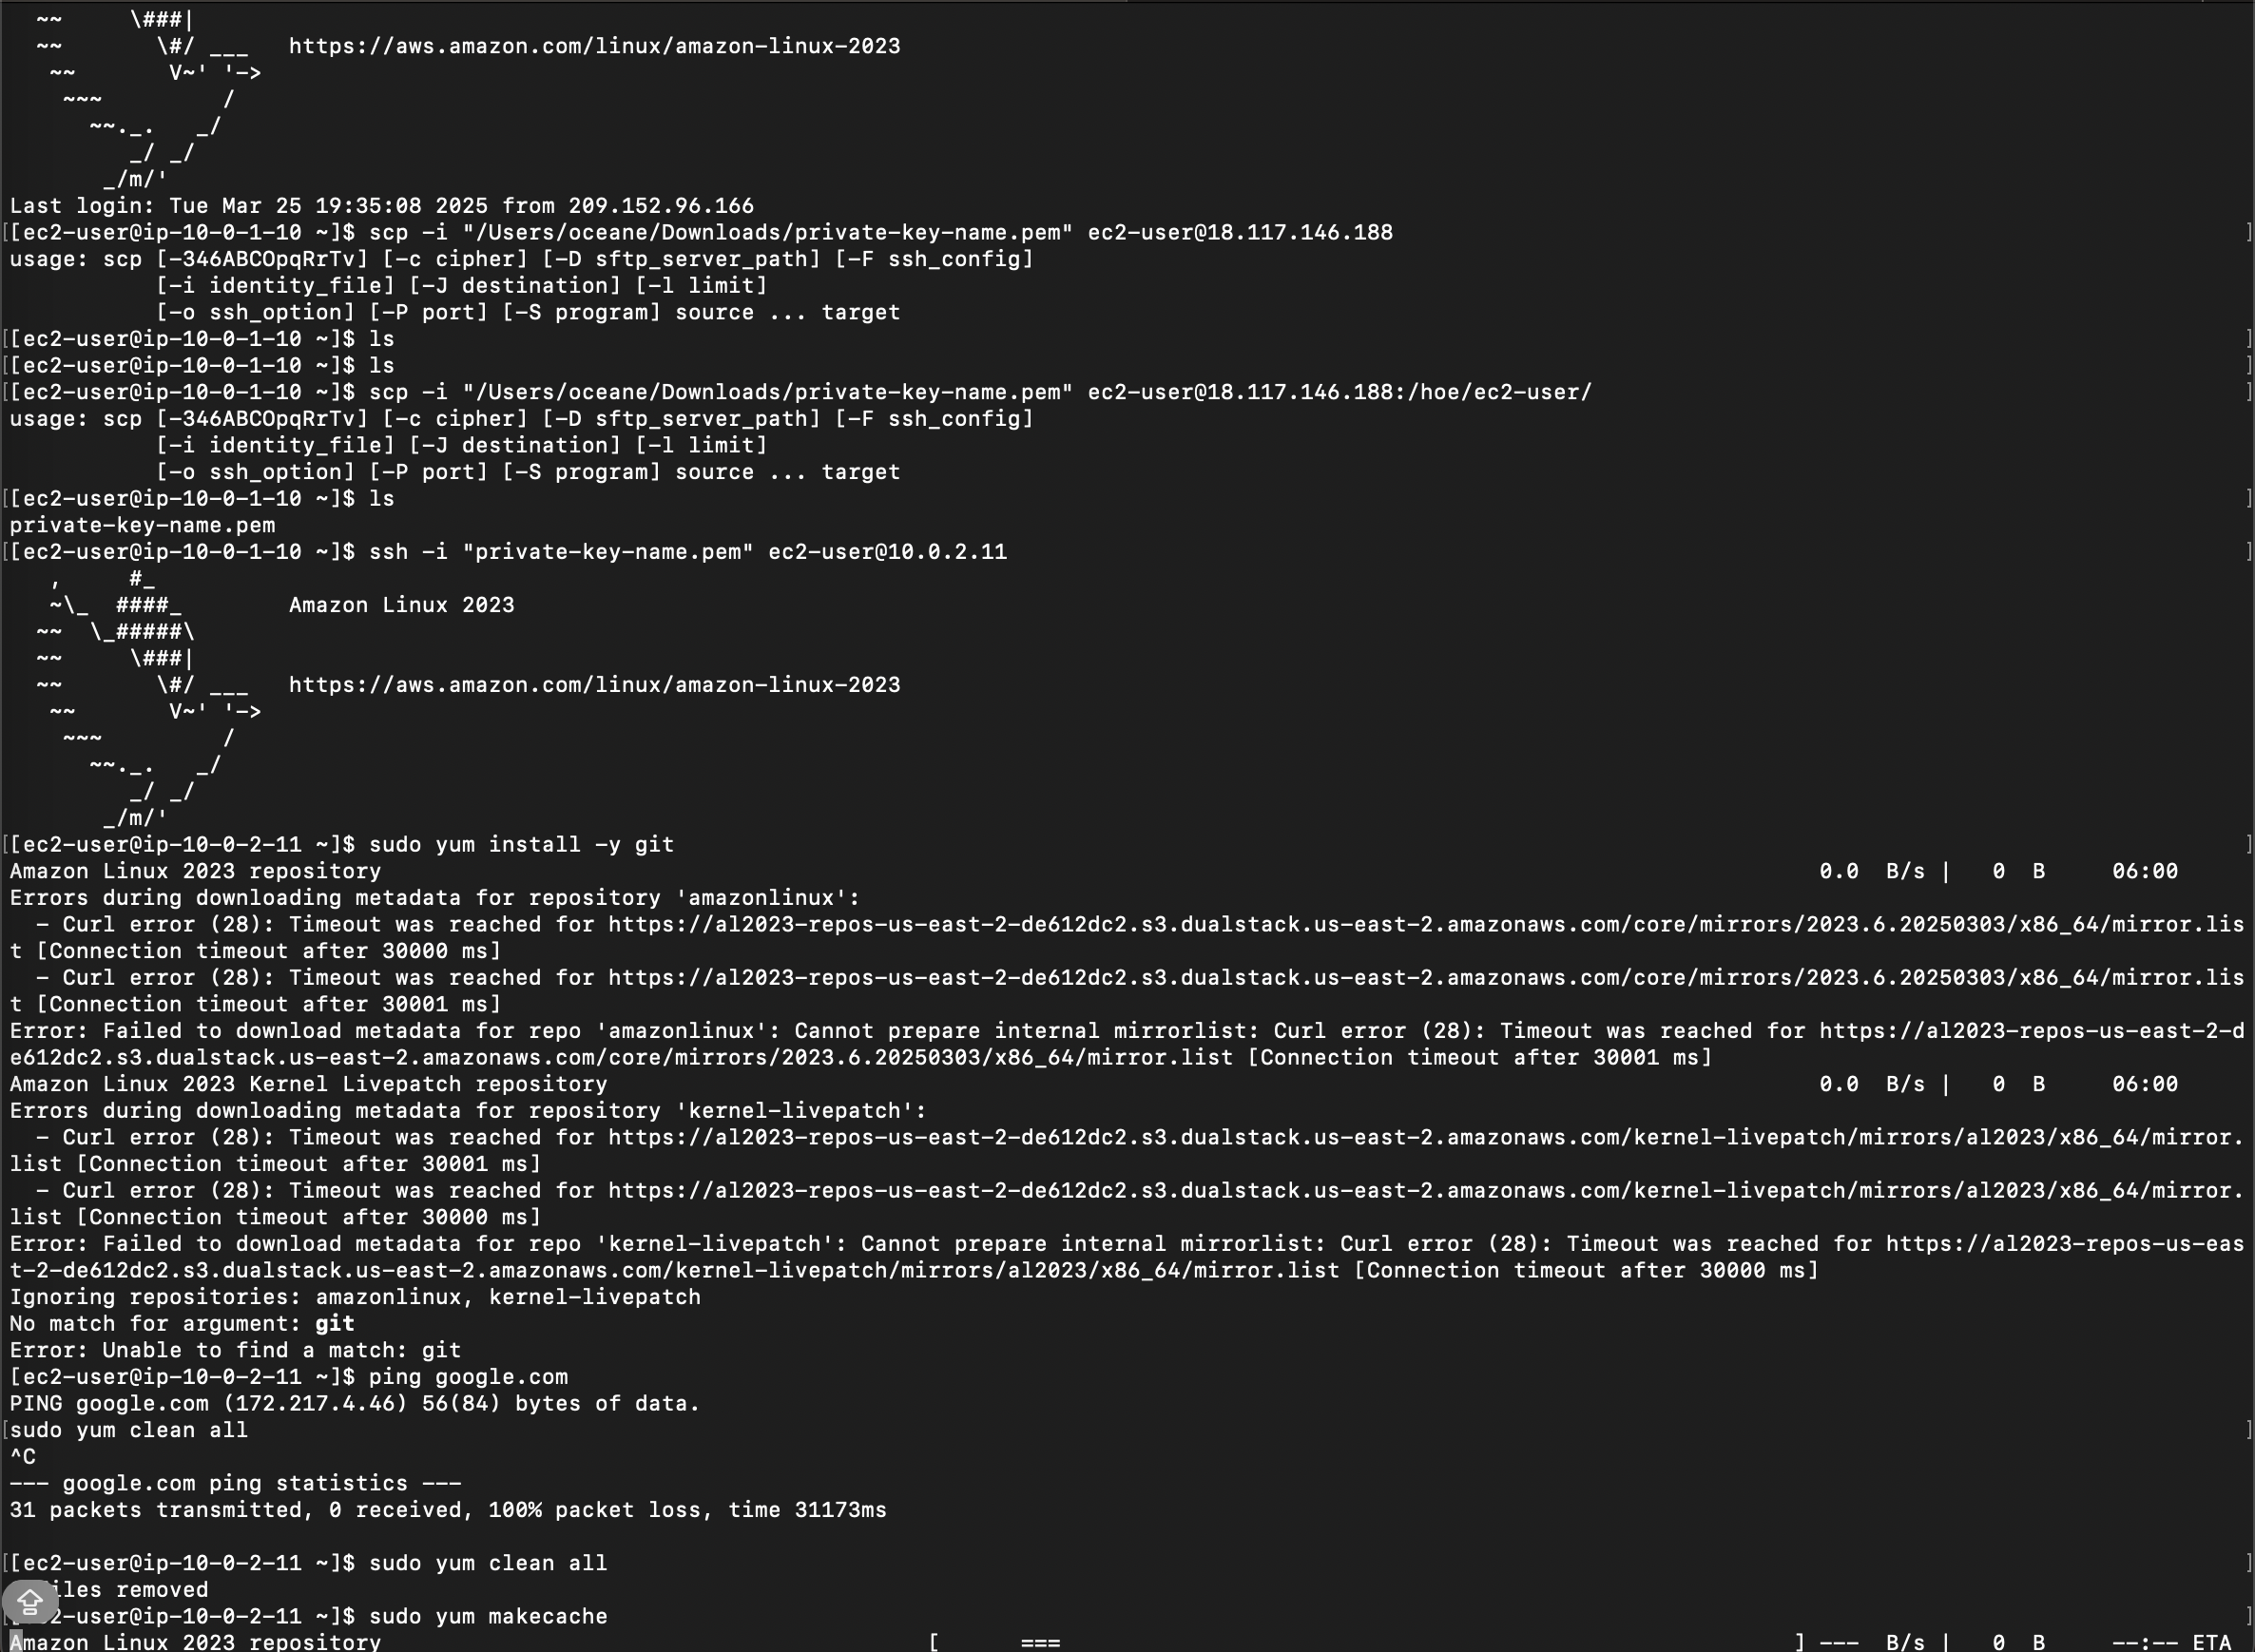 ~~     \###|
   ~~       \#/ ___   https://aws.amazon.com/linux/amazon-linux-2023
    ~~       V~' '->
     ~~~         /
       ~~._.   _/
          _/ _/
        _/m/'
Last login: Tue Mar 25 19:35:08 2025 from 209.152.96.166
[[ec2-user@ip-10-0-1-10 ~]$ scp -i "/Users/oceane/Downloads/private-key-name.pem" ec2-user@18.117.146.188 ]
usage: scp [-346ABCOpqRrTv] [-c cipher] [-D sftp_server_path] [-F ssh_config]
           [-i identity_file] [-J destination] [-l limit]
           [-o ssh_option] [-P port] [-S program] source ... target
[[ec2-user@ip-10-0-1-10 ~]$ ls ]
[[ec2-user@ip-10-0-1-10 ~]$ ls ]
[[ec2-user@ip-10-0-1-10 ~]$ scp -i "/Users/oceane/Downloads/private-key-name.pem" ec2-user@18.117.146.188:/hoe/ec2-user/ ]
usage: scp [-346ABCOpqRrTv] [-c cipher] [-D sftp_server_path] [-F ssh_config]
           [-i identity_file] [-J destination] [-l limit]
           [-o ssh_option] [-P port] [-S program] source ... target
[[ec2-user@ip-10-0-1-10 ~]$ ls ]
private-key-name.pem
[[ec2-user@ip-10-0-1-10 ~]$ ssh -i "private-key-name.pem" ec2-user@10.0.2.11 ]
    ,     #_
    ~\_  ####_        Amazon Linux 2023
   ~~  \_#####\
   ~~     \###|
   ~~       \#/ ___   https://aws.amazon.com/linux/amazon-linux-2023
    ~~       V~' '->
     ~~~         /
       ~~._.   _/
          _/ _/
        _/m/'
[[ec2-user@ip-10-0-2-11 ~]$ sudo yum install -y git ]
Amazon Linux 2023 repository 0.0  B/s |   0  B     06:00
Errors during downloading metadata for repository 'amazonlinux':
  - Curl error (28): Timeout was reached for https://al2023-repos-us-east-2-de612dc2.s3.dualstack.us-east-2.amazonaws.com/core/mirrors/2023.6.20250303/x86_64/mirror.lis
t [Connection timeout after 30000 ms]
  - Curl error (28): Timeout was reached for https://al2023-repos-us-east-2-de612dc2.s3.dualstack.us-east-2.amazonaws.com/core/mirrors/2023.6.20250303/x86_64/mirror.lis
t [Connection timeout after 30001 ms]
Error: Failed to download metadata for repo 'amazonlinux': Cannot prepare internal mirrorlist: Curl error (28): Timeout was reached for https://al2023-repos-us-east-2-d
e612dc2.s3.dualstack.us-east-2.amazonaws.com/core/mirrors/2023.6.20250303/x86_64/mirror.list [Connection timeout after 30001 ms]
Amazon Linux 2023 Kernel Livepatch repository 0.0  B/s |   0  B     06:00
Errors during downloading metadata for repository 'kernel-livepatch':
  - Curl error (28): Timeout was reached for https://al2023-repos-us-east-2-de612dc2.s3.dualstack.us-east-2.amazonaws.com/kernel-livepatch/mirrors/al2023/x86_64/mirror.
list [Connection timeout after 30001 ms]
  - Curl error (28): Timeout was reached for https://al2023-repos-us-east-2-de612dc2.s3.dualstack.us-east-2.amazonaws.com/kernel-livepatch/mirrors/al2023/x86_64/mirror.
list [Connection timeout after 30000 ms]
Error: Failed to download metadata for repo 'kernel-livepatch': Cannot prepare internal mirrorlist: Curl error (28): Timeout was reached for https://al2023-repos-us-eas
t-2-de612dc2.s3.dualstack.us-east-2.amazonaws.com/kernel-livepatch/mirrors/al2023/x86_64/mirror.list [Connection timeout after 30000 ms]
Ignoring repositories: amazonlinux, kernel-livepatch
No match for argument: git
Error: Unable to find a match: git
[ec2-user@ip-10-0-2-11 ~]$ ping google.com
PING google.com (172.217.4.46) 56(84) bytes of data.
[sudo yum clean all ]
^C
--- google.com ping statistics ---
31 packets transmitted, 0 received, 100% packet loss, time 31173ms

[[ec2-user@ip-10-0-2-11 ~]$ sudo yum clean all ]
iles removed
2-user@ip-10-0-2-11 ~]$ sudo yum makecache ]
Amazon Linux 2023 repository [      ===      ] ---  B/s |   0  B     --:-- ETA